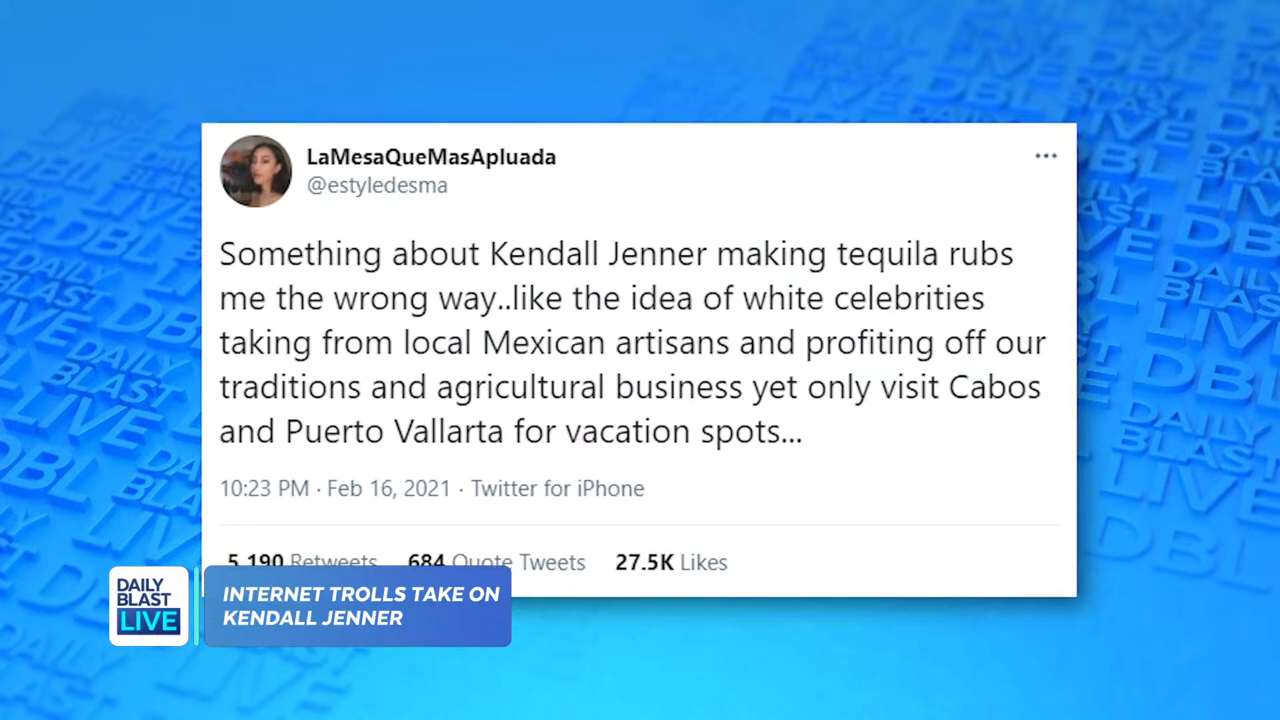 LaMesaQueMasApluada
@estyledesma
Something about Kendall Jenner making tequila rubs
me the wrong way..like the idea of white celebrities
taking from local Mexican artisans and profiting off our
traditions and agricultural business yet only visit Cabos
and Puerto Vallarta for vacation spots...
10:23 PM · Feb 16, 2021 · Twitter for iPhone
5,190 Retweets 684 Quote Tweets 27.5K Likes
DAILY
BLAST
LIVE
INTERNET TROLLS TAKE ON
KENDALL JENNER